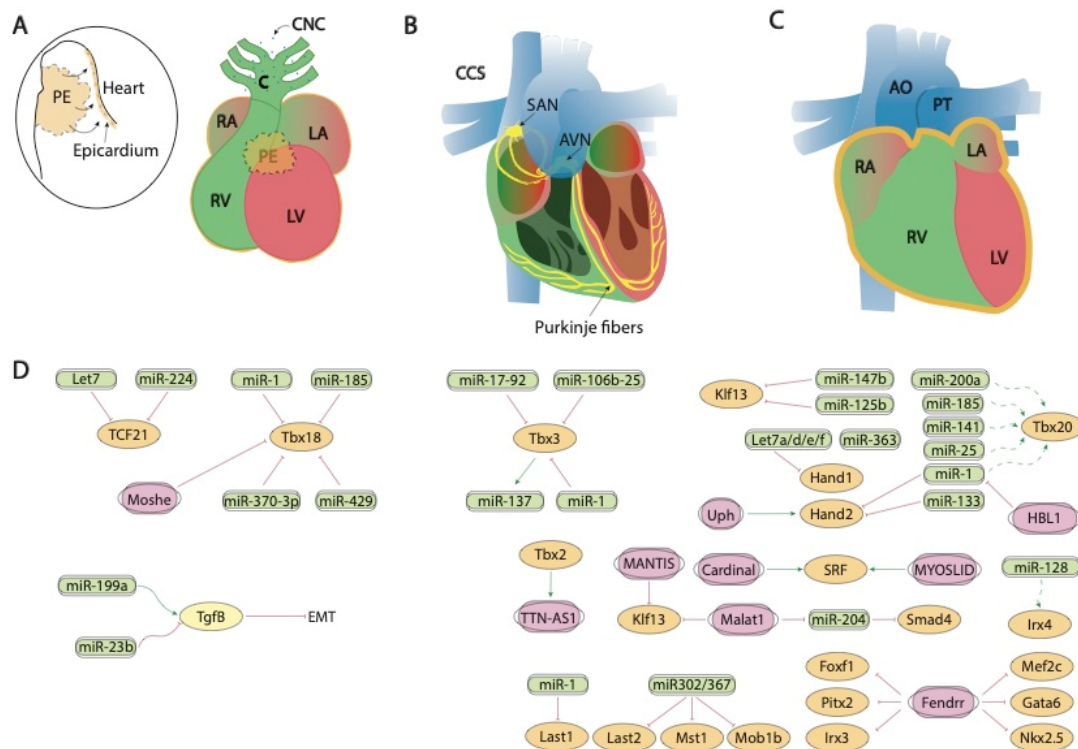 A
CNC
PE
Heart
Epicardium
C
RA
LA
PE
RV
LV
B
CCS
SAN
AVN
Purkinje fibers
C
AO
PT
RA
LA
RV
LV
D
Let7
miR-224
miR-1
miR-185
TCF21
Tbx18
Moshe
miR-370-3p
miR-429
miR-199a
TgfB
EMT
miR-23b
miR-17-92
miR-106b-25
Tbx3
miR-137
miR-1
Tbx2
TTN-AS1
Klf13
miR-147b
miR-125b
miR-200a
miR-185
miR-141
miR-25
miR-1
miR-133
Tbx20
Let7a/d/e/f
miR-363
Hand1
Uph
Hand2
HBL1
MANTIS
Cardinal
SRF
MYOSLID
miR-128
Klf13
Malat1
miR-204
Smad4
Irx4
miR-1
miR302/367
Last1
Last2
Mst1
Mob1b
Foxf1
Mef2c
Pitx2
Fendrr
Gata6
Irx3
Nkx2.5